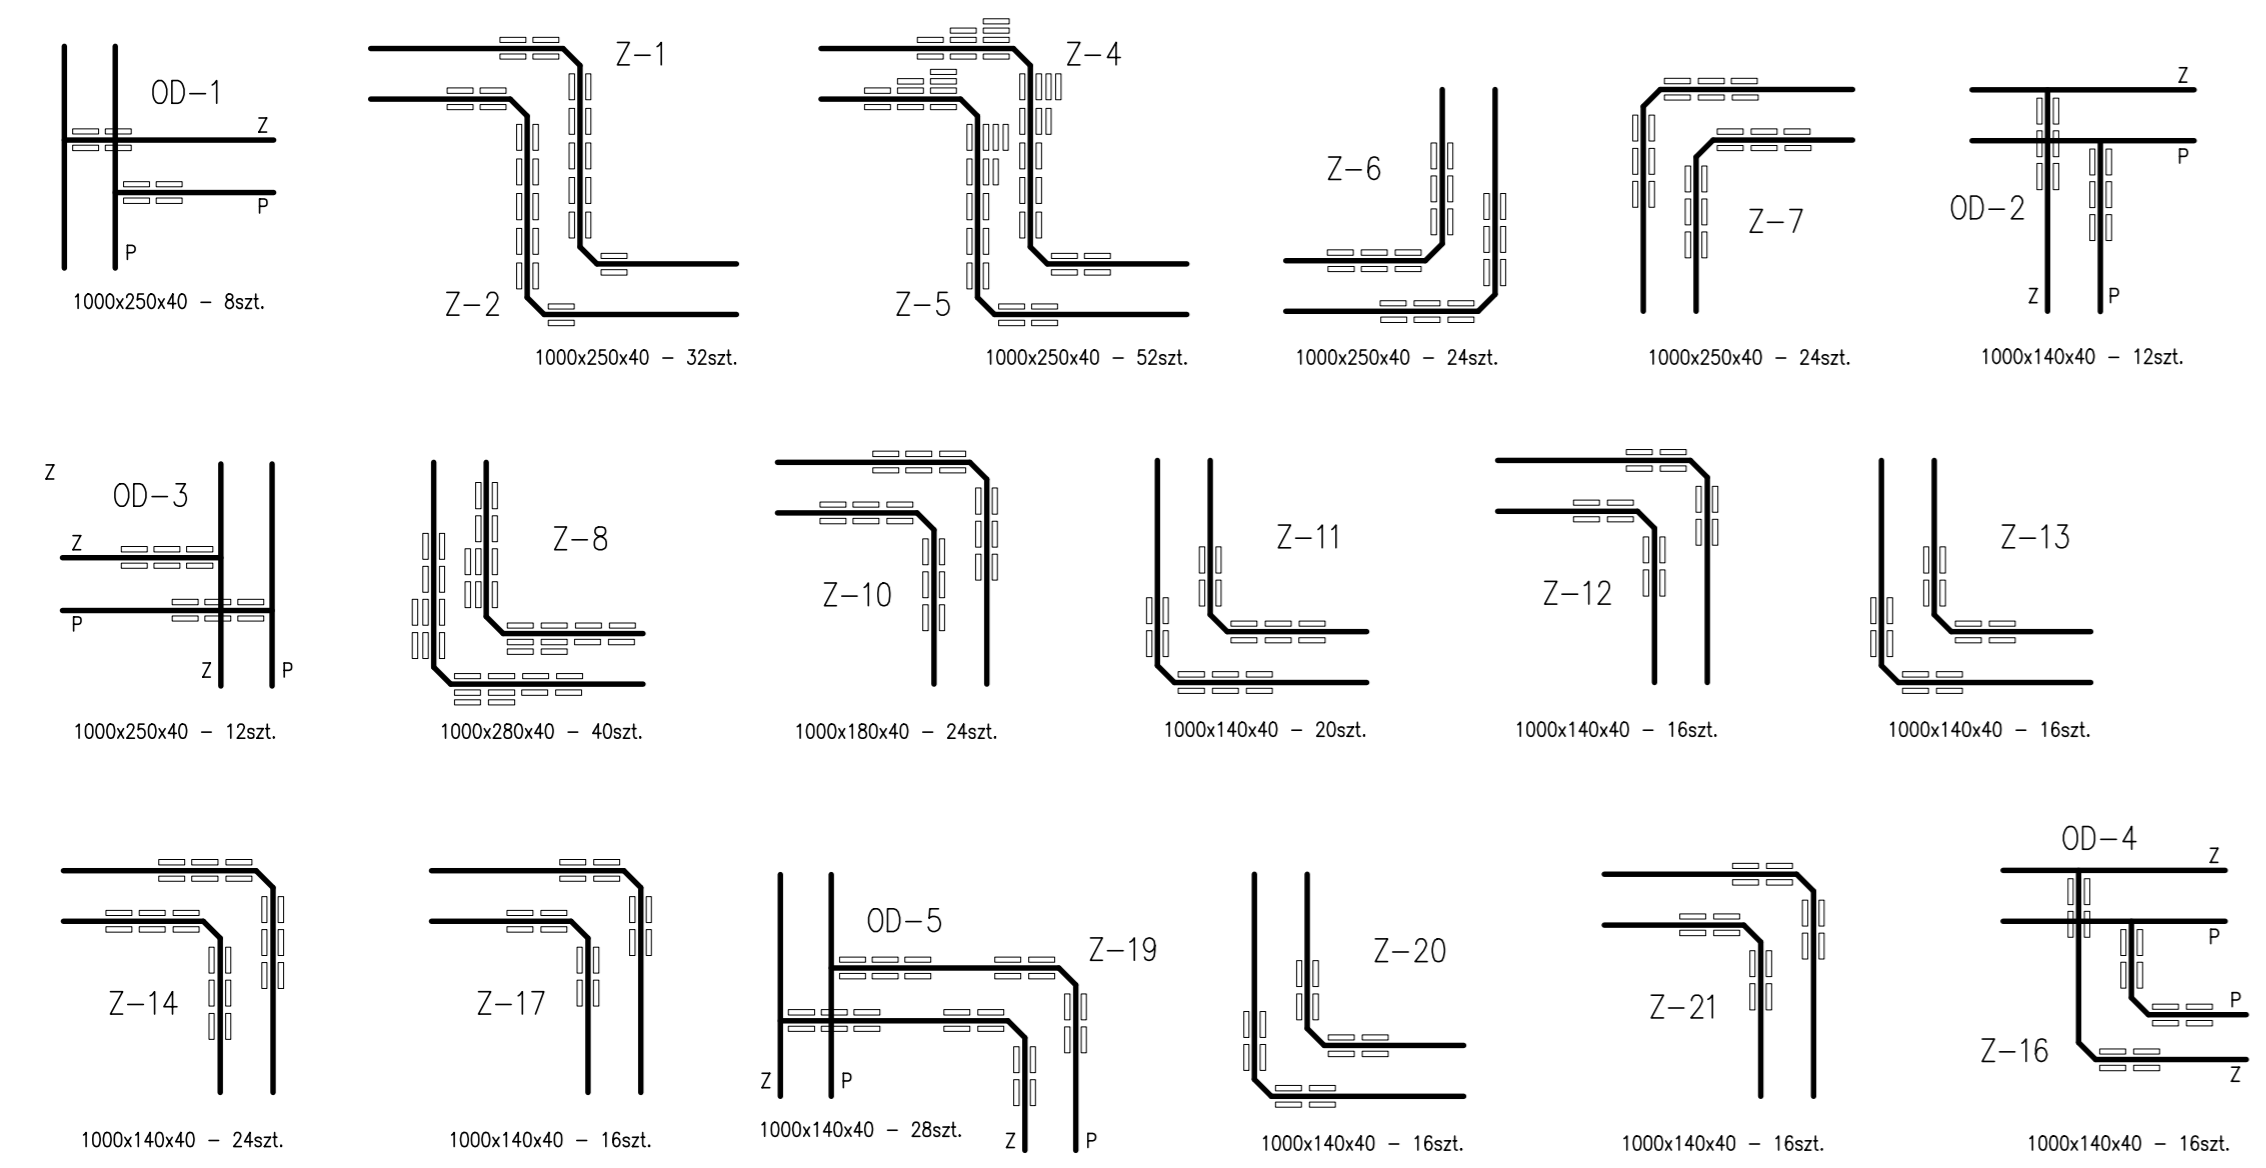 OD-1
Z
P
P
1000x250x40 - 8szt.
Z-1
Z-2
1000x250x40 - 32szt.
Z-4
Z-5
1000x250x40 - 52szt.
Z-6
1000x250x40 - 24szt.
Z-7
1000x250x40 - 24szt.
Z
P
OD-2
Z
P
1000x140x40 - 12szt.
Z
OD-3
Z
P
Z
P
1000x250x40 - 12szt.
Z-8
1000x280x40 - 40szt.
Z-10
1000x180x40 - 24szt.
Z-11
1000x140x40 - 20szt.
Z-12
1000x140x40 - 16szt.
Z-13
1000x140x40 - 16szt.
Z-14
1000x140x40 - 24szt.
Z-17
1000x140x40 - 16szt.
OD-5
Z-19
Z
P
1000x140x40 - 28szt.
Z
P
Z-20
1000x140x40 - 16szt.
Z-21
1000x140x40 - 16szt.
OD-4
Z
P
P
Z-16
Z
1000x140x40 - 16szt.